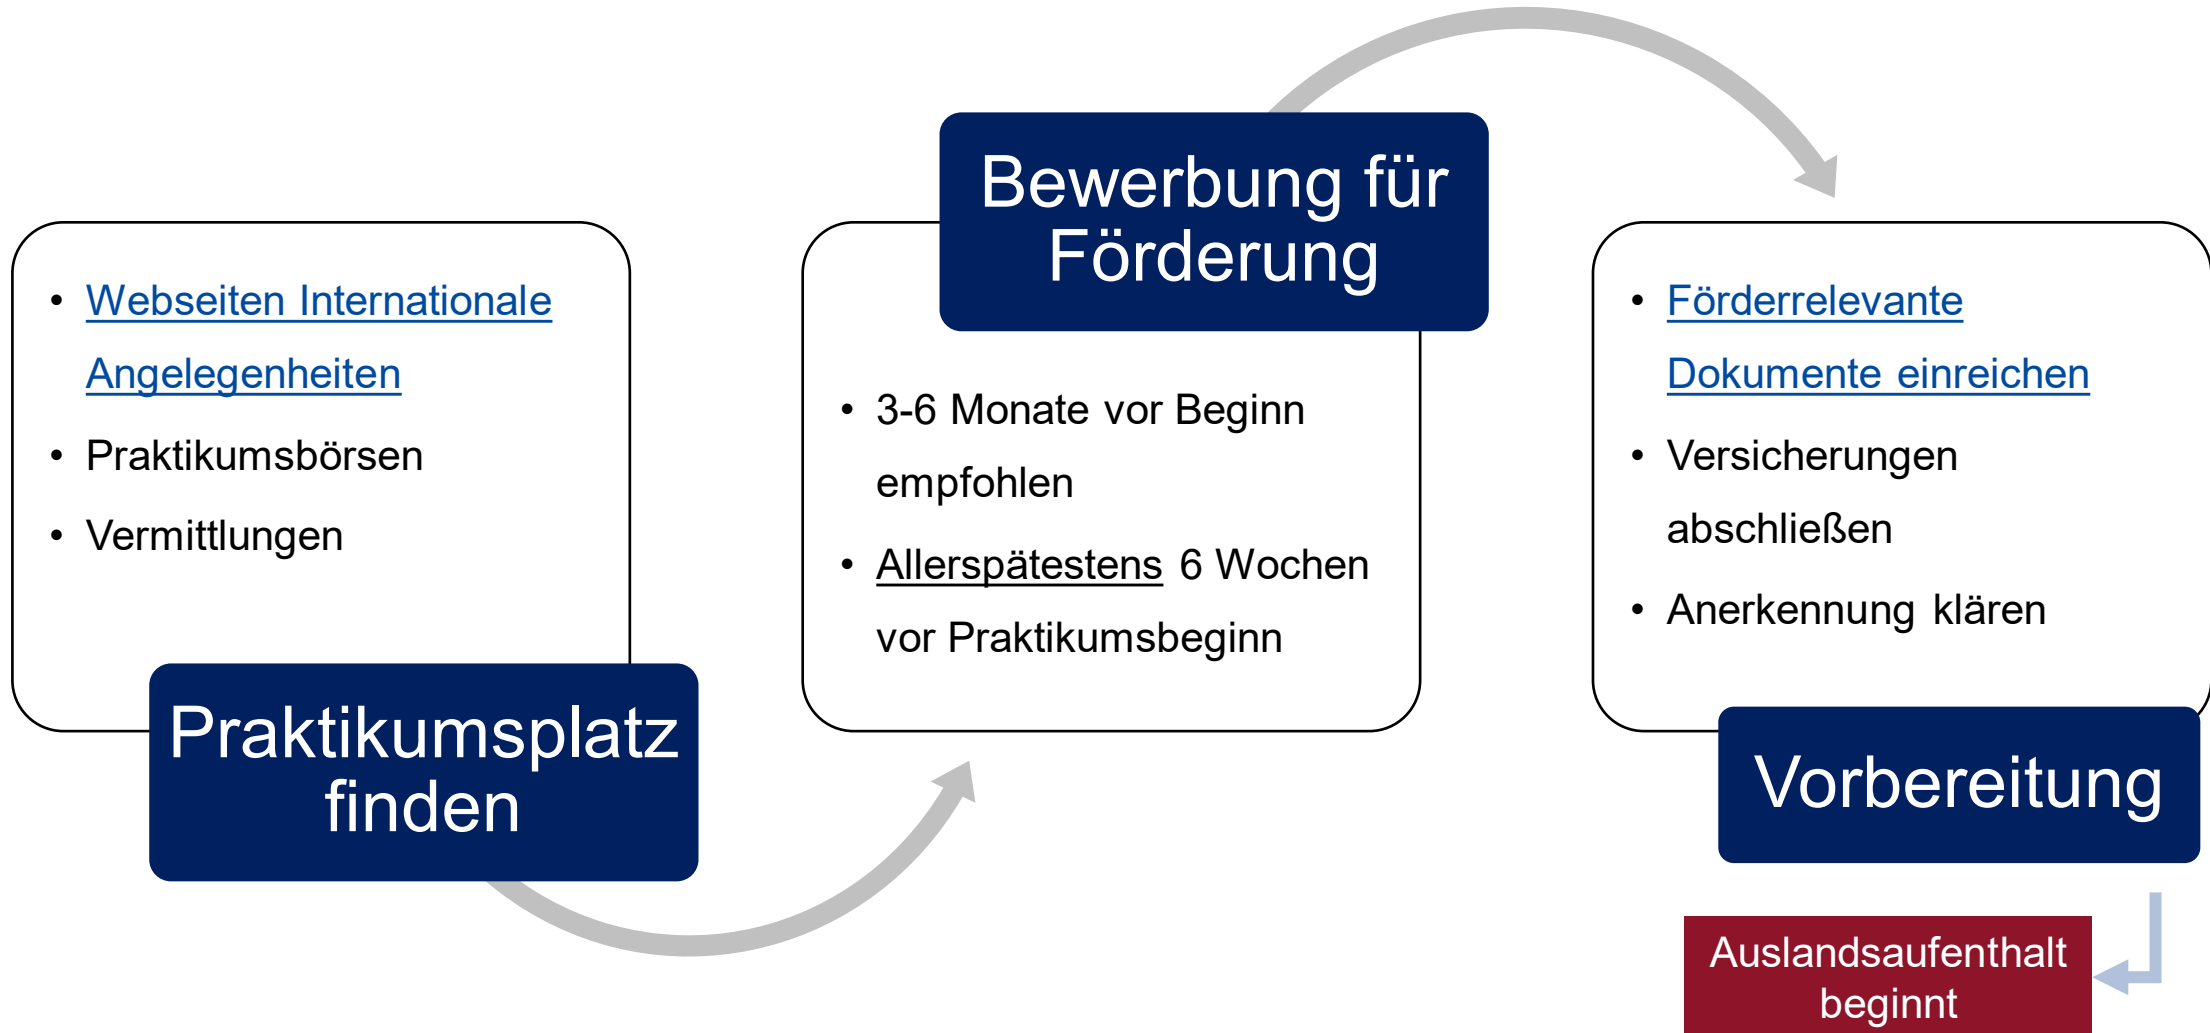 • Webseiten Internationale
Angelegenheiten
• Praktikumsbörsen
• Vermittlungen
Praktikumsplatz
finden
Bewerbung für
Förderung
• 3-6 Monate vor Beginn
empfohlen
• Allerspätestens 6 Wochen
vor Praktikumsbeginn
• Förderrelevante
Dokumente einreichen
• Versicherungen
abschließen
• Anerkennung klären
Vorbereitung
Auslandsaufenthalt
beginnt